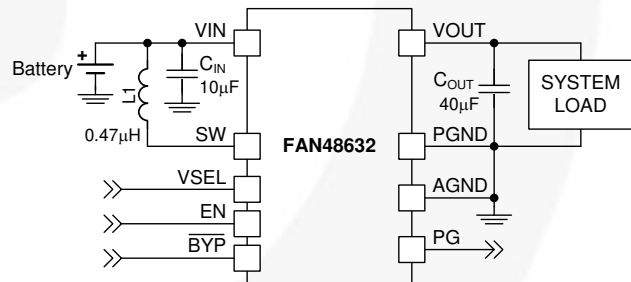 VIN
VOUT
+
Battery
C_IN
10µF
L1
0.47µH
C_OUT
40µF
SYSTEM
LOAD
SW
FAN48632
PGND
VSEL
AGND
EN
PG
BYP